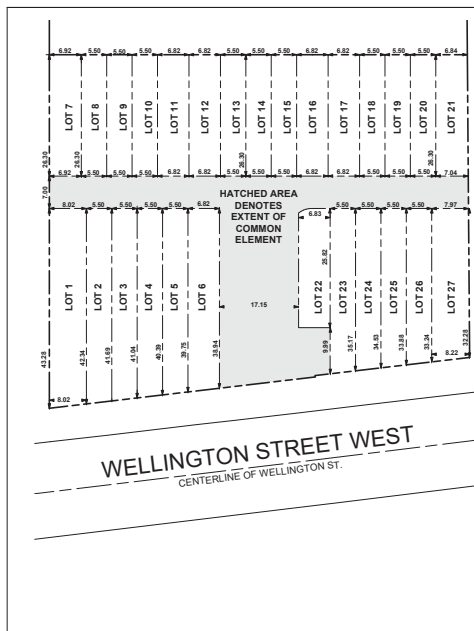 6.92 5.50 5.50 5.50 6.82 6.82 5.50 5.50 5.50 6.82 6.82 5.50 5.50 5.50 6.84
LOT 7 LOT 8 LOT 9 LOT 10 LOT 11 LOT 12 LOT 13 LOT 14 LOT 15 LOT 16 LOT 17 LOT 18 LOT 19 LOT 20 LOT 21
26.30 26.30 26.30 26.30
6.92 5.50 5.50 5.50 6.82 6.82 5.50 5.50 5.50 6.82 6.82 5.50 5.50 5.50 7.04
7.00
HATCHED AREA
DENOTES
EXTENT OF
COMMON
ELEMENT
8.02 5.50 5.50 5.50 5.50 6.82 6.83 5.50 5.50 5.50 5.50 7.97
25.82
LOT 1 LOT 2 LOT 3 LOT 4 LOT 5 LOT 6 17.15 LOT 22 LOT 23 LOT 24 LOT 25 LOT 26 LOT 27
43.28 42.34 41.69 41.04 40.39 39.75 38.94 9.99 35.17 34.53 33.88 33.24 32.28
8.02 8.22
WELLINGTON STREET WEST
CENTERLINE OF WELLINGTON ST.